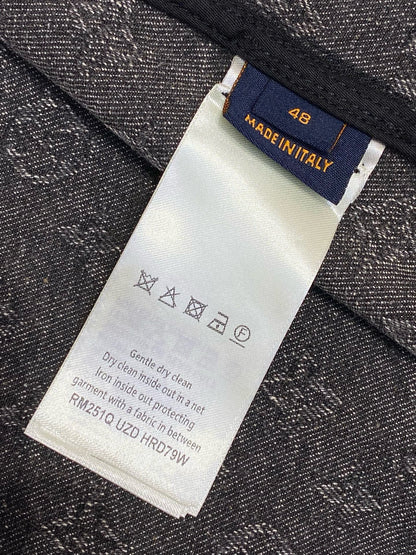 48
MADE IN ITALY
Gentle dry clean
Dry clean inside out in a net
Iron inside out protecting
garment with a fabric in between
RM251Q UZD HRD79W